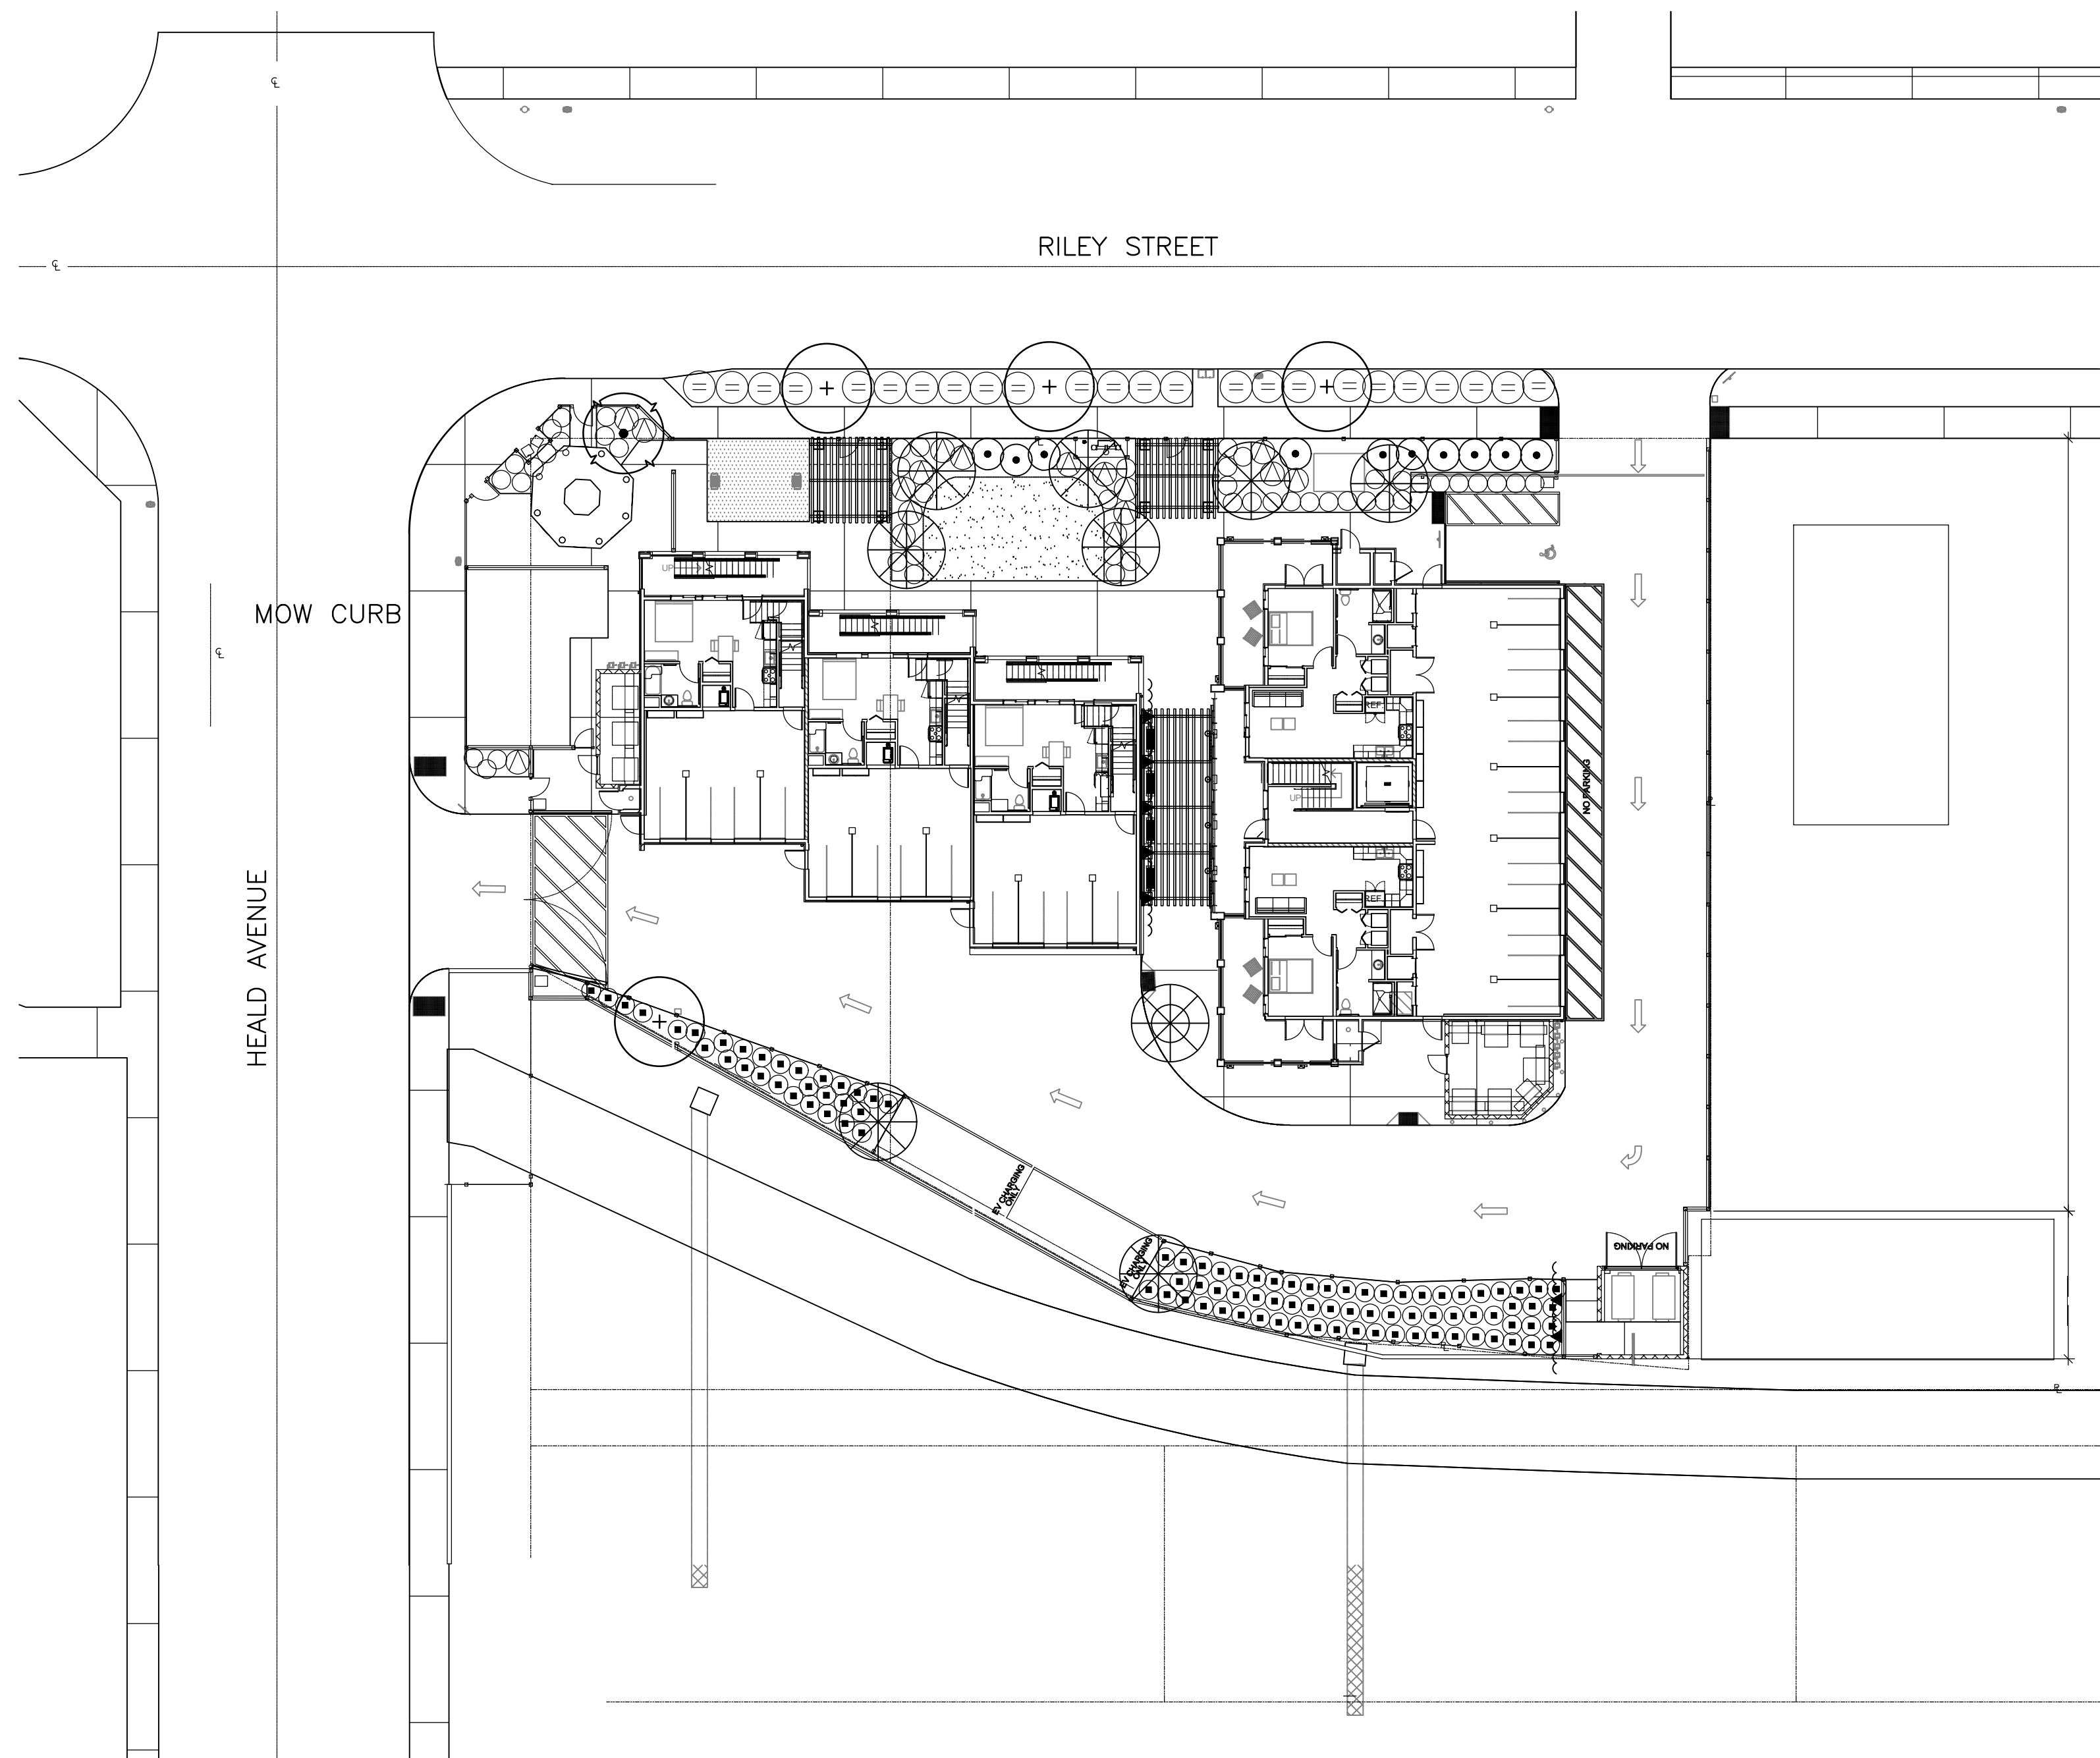 ℄
RILEY STREET
℄
MOW CURB
℄
UP
REF.
NO PARKING
UP
REF.
HEALD AVENUE
EV CHARGING
ONLY
EV CHARGING
ONLY
NO PARKING